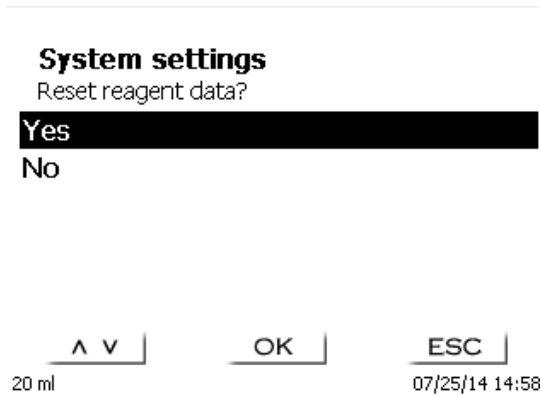 System settings
Reset reagent data?
Yes
No
∧ ∨ OK ESC
20 ml 07/25/14 14:58